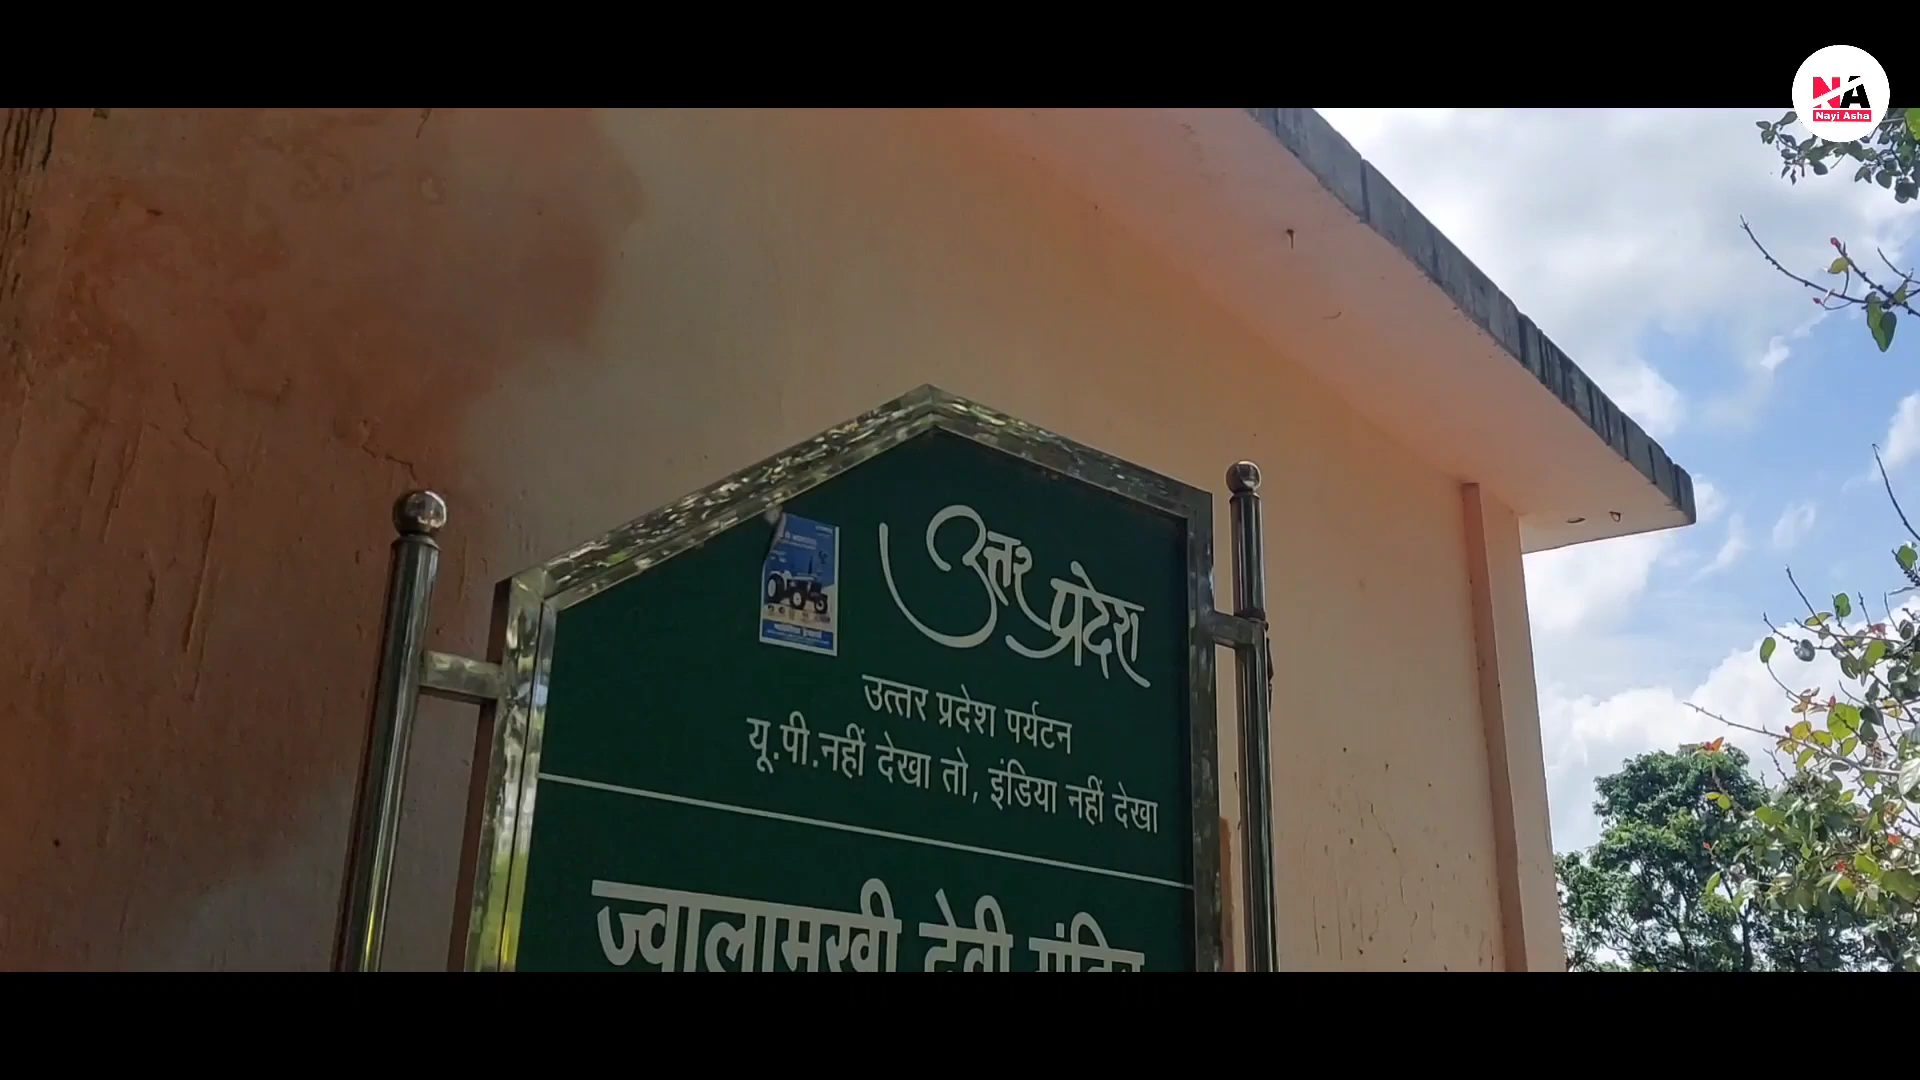 NA
Nayi Asha
उत्तर प्रदेश
उत्तर प्रदेश पर्यटन
यू.पी.नहीं देखा तो, इंडिया नहीं देखा
ज्वालामुखी देवी मंदिर